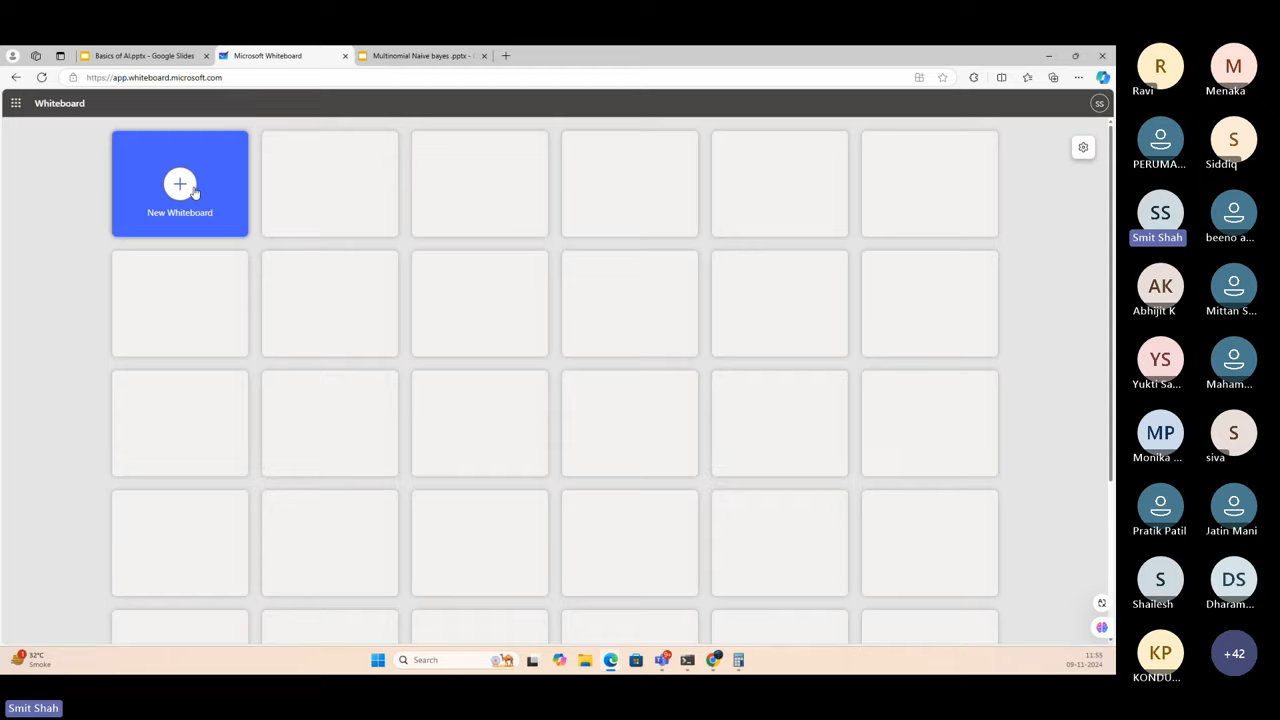 Basics of AI.pptx - Google Slides
Microsoft Whiteboard
Multinomial Naive bayes .pptx -
https://app.whiteboard.microsoft.com
Whiteboard
SS
New Whiteboard
32°C
Smoke
Search
11:55
09-11-2024
R
Ravi
M
Menaka
PERUMA...
S
Siddiq
SS
Smit Shah
beeno a...
AK
Abhijit K
Mittan S...
YS
Yukti Sa...
Maham...
MP
Monika ...
S
siva
Pratik Patil
Jatin Mani
S
Shailesh
DS
Dharam...
KP
KONDU...
+42
Smit Shah